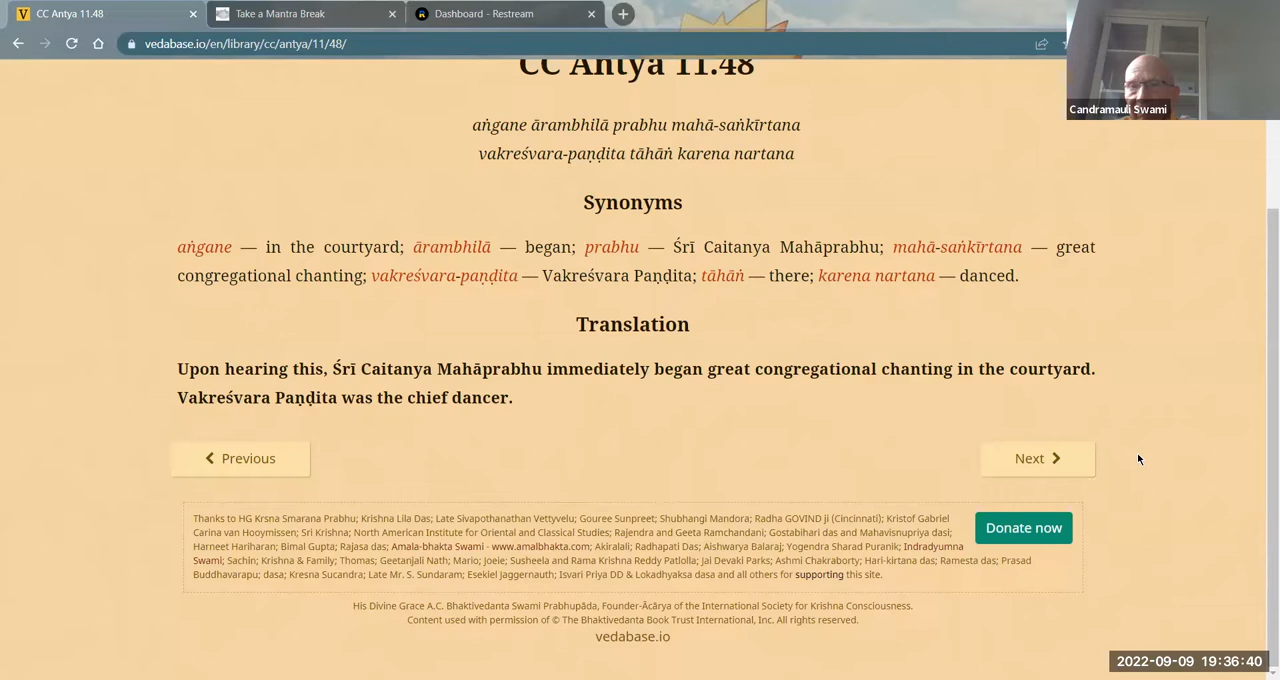 CC Antya 11.48
Take a Mantra Break
Dashboard - Restream
vedabase.io/en/library/cc/antya/11/48/
Candramauli Swami
CC Antya 11.48
aṅgane ārambhilā prabhu mahā-saṅkīrtana
vakreśvara-paṇḍita tāhāṅ karena nartana
Synonyms
aṅgane — in the courtyard; ārambhilā — began; prabhu — Śrī Caitanya Mahāprabhu; mahā-saṅkīrtana — great
congregational chanting; vakreśvara-paṇḍita — Vakreśvara Paṇḍita; tāhāṅ — there; karena nartana — danced.
Translation
Upon hearing this, Śrī Caitanya Mahāprabhu immediately began great congregational chanting in the courtyard.
Vakreśvara Paṇḍita was the chief dancer.
Previous
Next
Thanks to HG Krsna Smarana Prabhu; Krishna Lila Das; Late Sivapothanathan Vettyvelu; Gouree Sunpreet; Shubhangi Mandora; Radha GOVIND ji (Cincinnati); Kristof Gabriel
Carina van Hooymissen; Sri Krishna; North American Institute for Oriental and Classical Studies; Rajendra and Geeta Ramchandani; Gostabihari das and Mahavisnupriya dasi;
Harneet Hariharan; Bimal Gupta; Rajasa das; Amala-bhakta Swami - www.amalbhakta.com; Akiralali; Radhapati Das; Aishwarya Balaraj; Yogendra Sharad Puranik; Indradyumna
Swami; Sachin; Krishna & Family; Thomas; Geetanjali Nath; Mario; Joeie; Susheela and Rama Krishna Reddy Patlolla; Jai Devaki Parks; Ashmi Chakraborty; Hari-kirtana das; Ramesta das; Prasad
Buddhavarapu; dasa; Kresna Sucandra; Late Mr. S. Sundaram; Esekiel Jaggernauth; Isvari Priya DD & Lokadhyaksa dasa and all others for supporting this site.
Donate now
His Divine Grace A.C. Bhaktivedanta Swami Prabhupāda, Founder-Ācārya of the International Society for Krishna Consciousness.
Content used with permission of © The Bhaktivedanta Book Trust International, Inc. All rights reserved.
vedabase.io
2022-09-09 19:36:40